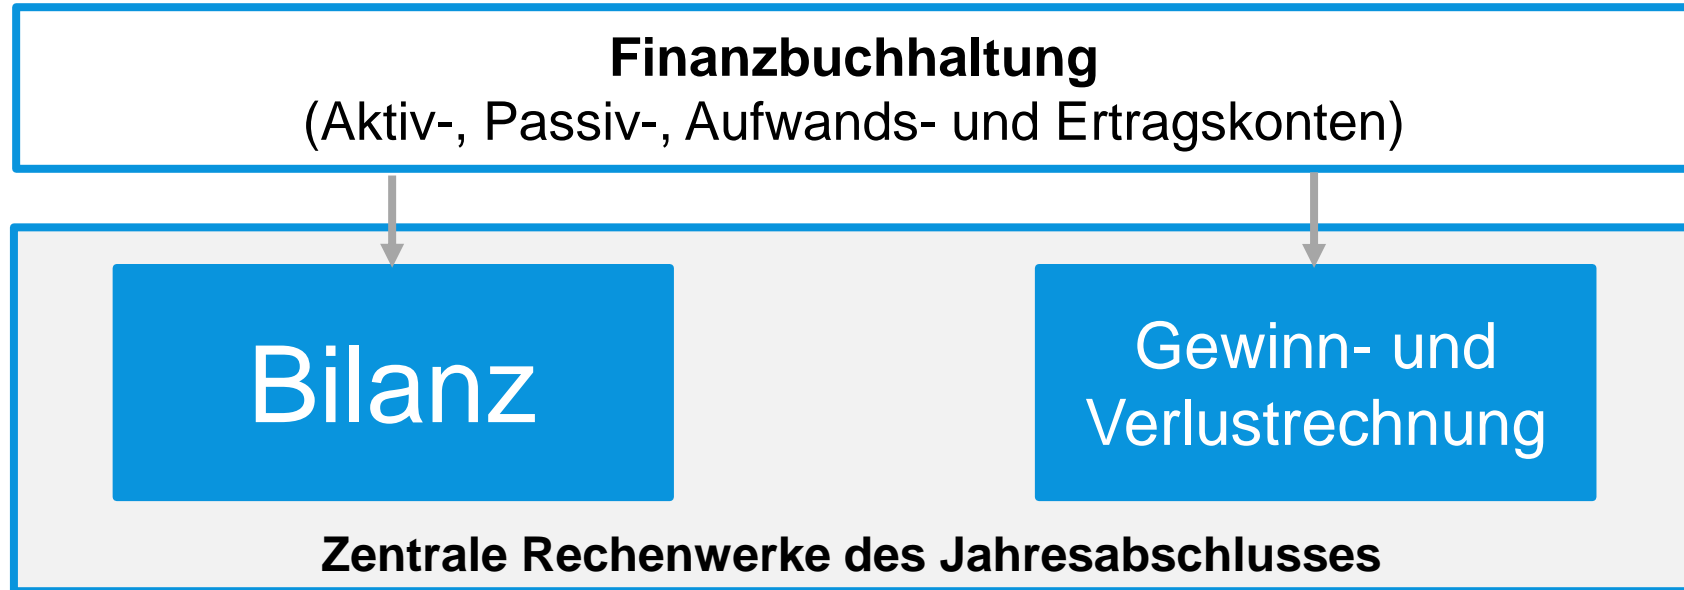 Finanzbuchhaltung
(Aktiv-, Passiv-, Aufwands- und Ertragskonten)
Bilanz
Gewinn- und
Verlustrechnung
Zentrale Rechenwerke des Jahresabschlusses